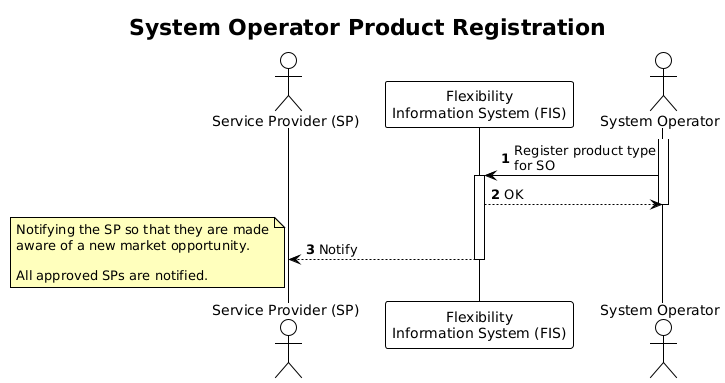 System Operator Product Registration
Service Provider (SP)
Flexibility
Information System (FIS)
System Operator
1 Register product type
for SO
2 OK
Notifying the SP so that they are made
aware of a new market opportunity.
All approved SPs are notified.
3 Notify
Service Provider (SP)
Flexibility
Information System (FIS)
System Operator